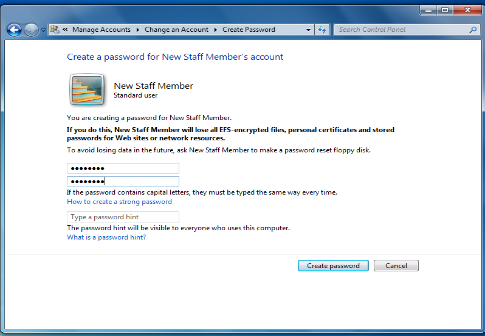 « Manage Accounts ▸ Change an Account ▸ Create Password
Search Control Panel
Create a password for New Staff Member's account
New Staff Member
Standard user
You are creating a password for New Staff Member.
If you do this, New Staff Member will lose all EFS-encrypted files, personal certificates and stored
passwords for Web sites or network resources.
To avoid losing data in the future, ask New Staff Member to make a password reset floppy disk.
••••••••
••••••••
If the password contains capital letters, they must be typed the same way every time.
How to create a strong password
Type a password hint
The password hint will be visible to everyone who uses this computer.
What is a password hint?
Create password
Cancel